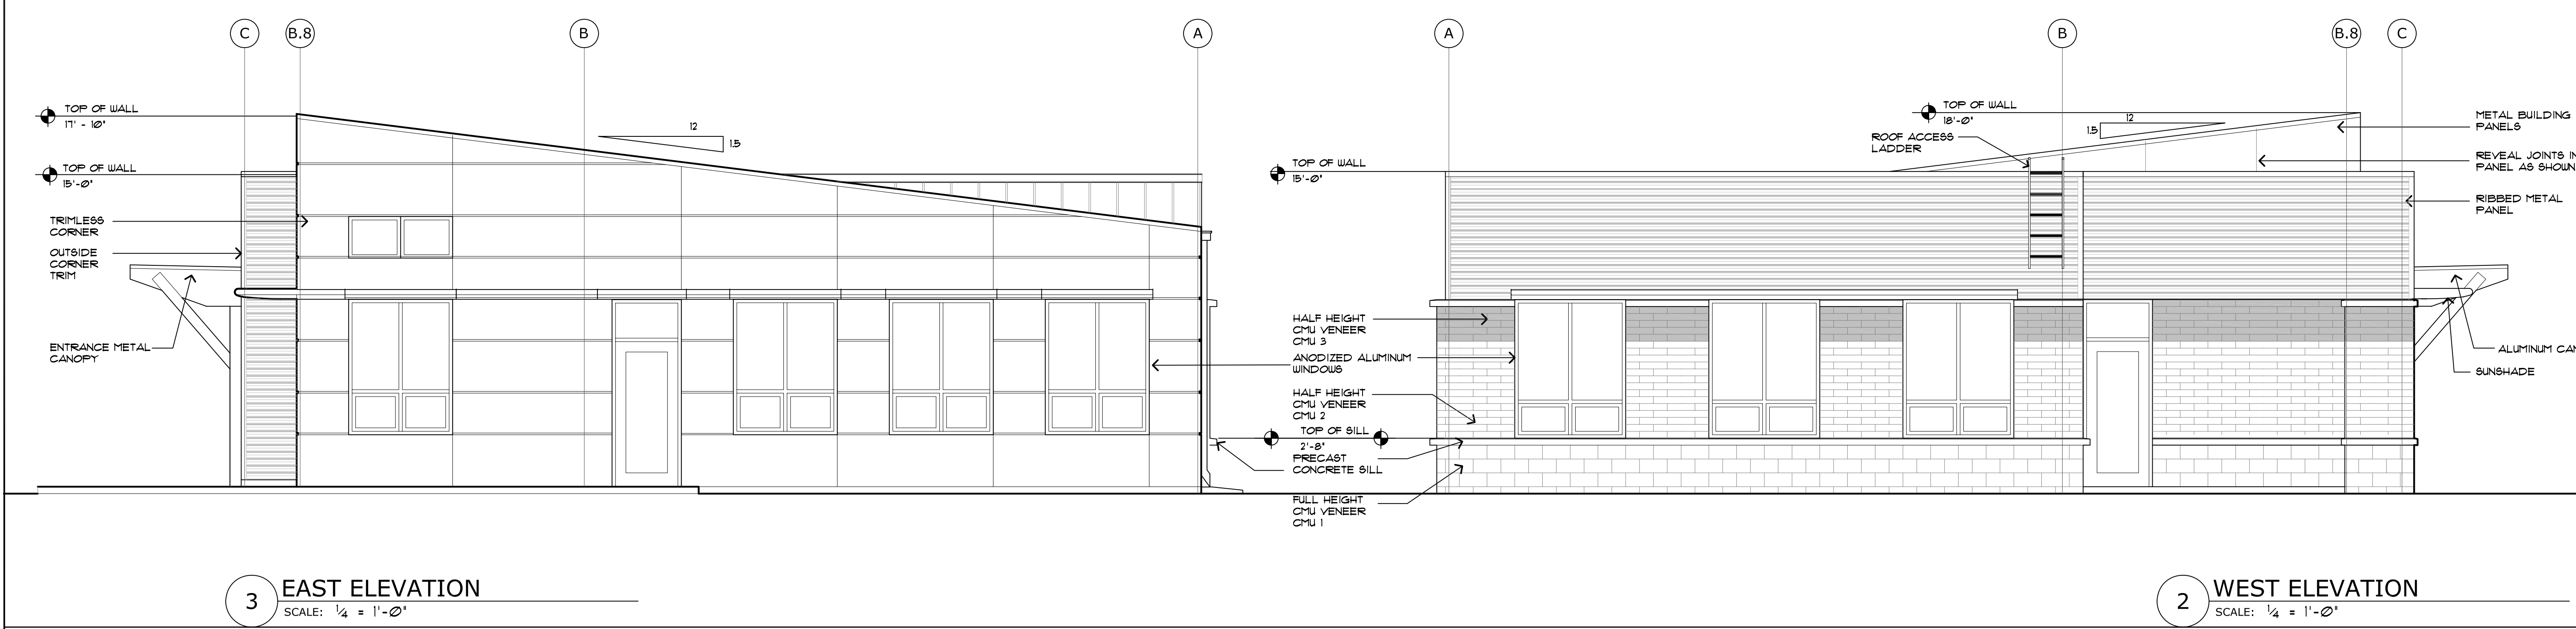 C
B.8
B
A
A
B
B.8
C
TOP OF WALL
17' - 10"
TOP OF WALL
15'-0"
TRIMLESS
CORNER
OUTSIDE
CORNER
TRIM
ENTRANCE METAL
CANOPY
12
1.5
TOP OF WALL
15'-0"
HALF HEIGHT
CMU VENEER
CMU 3
ANODIZED ALUMINUM
WINDOWS
HALF HEIGHT
CMU VENEER
CMU 2
TOP OF SILL
2'-8"
PRECAST
CONCRETE SILL
FULL HEIGHT
CMU VENEER
CMU 1
TOP OF WALL
18'-0"
ROOF ACCESS
LADDER
12
1.5
METAL BUILDING
PANELS
REVEAL JOINTS IN
PANEL AS SHOWN
RIBBED METAL
PANEL
ALUMINUM CAN
SUNSHADE
3
EAST ELEVATION
SCALE: 1/4 = 1'-0"
2
WEST ELEVATION
SCALE: 1/4 = 1'-0"